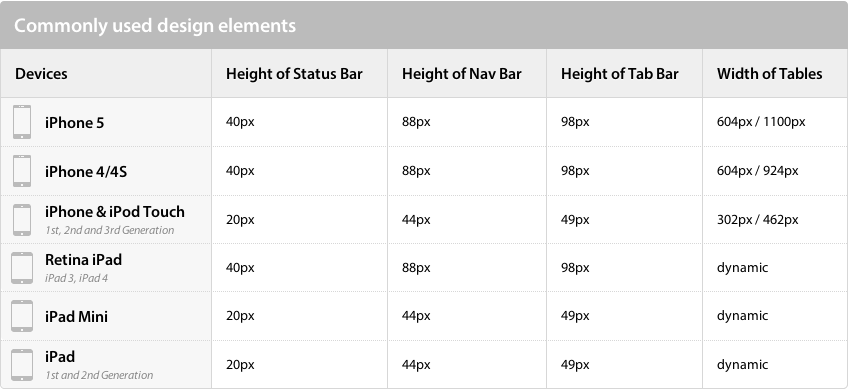 Commonly used design elements
Devices Height of Status Bar Height of Nav Bar Height of Tab Bar Width of Tables
iPhone 5 40px 88px 98px 604px / 1100px
iPhone 4/4S 40px 88px 98px 604px / 924px
iPhone & iPod Touch 20px 44px 49px 302px / 462px
1st, 2nd and 3rd Generation
Retina iPad 40px 88px 98px dynamic
iPad 3, iPad 4
iPad Mini 20px 44px 49px dynamic
iPad 20px 44px 49px dynamic
1st and 2nd Generation